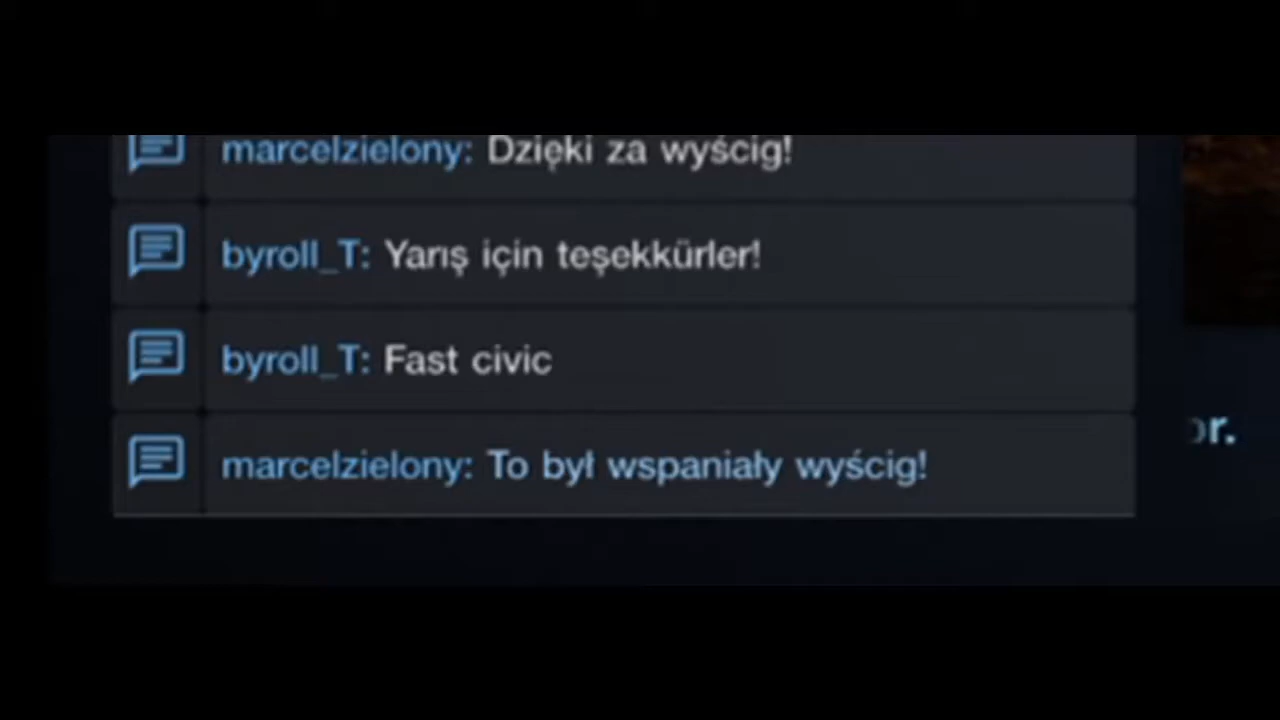 marcelzielony: Dzięki za wyścig!
byroll_T: Yarış için teşekkürler!
byroll_T: Fast civic
marcelzielony: To był wspaniały wyścig!